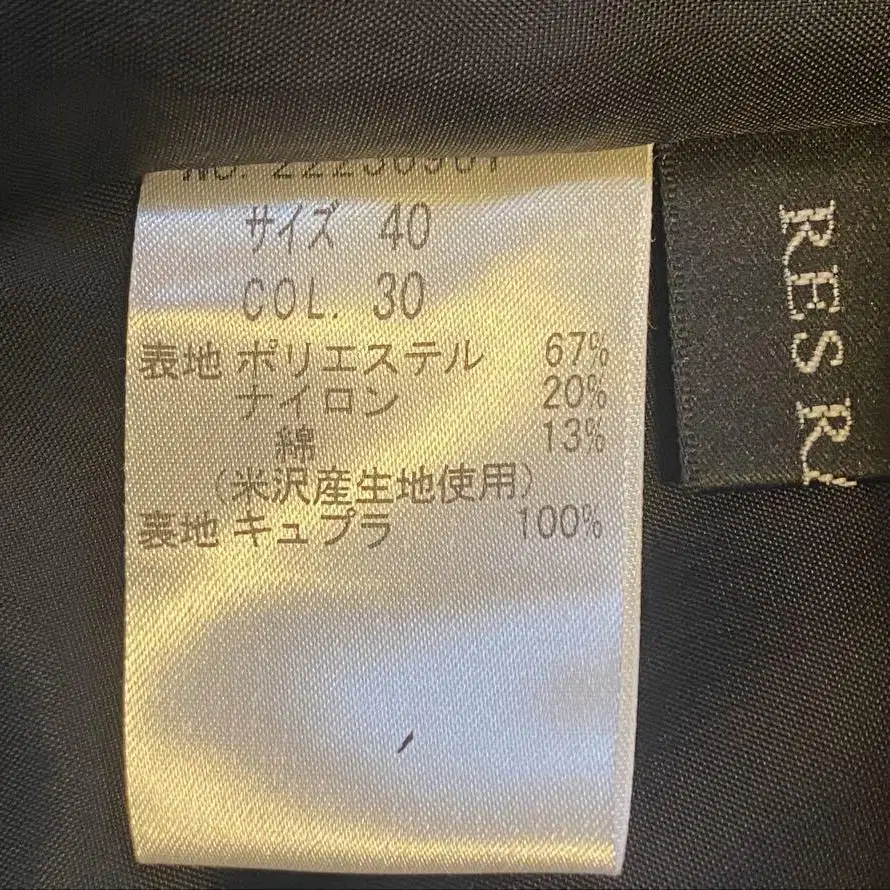 サイズ 40
COL. 30
表地 ポリエステル 67%
ナイロン 20%
綿 13%
(米沢産生地使用)
裏地 キュプラ 100%
RES R